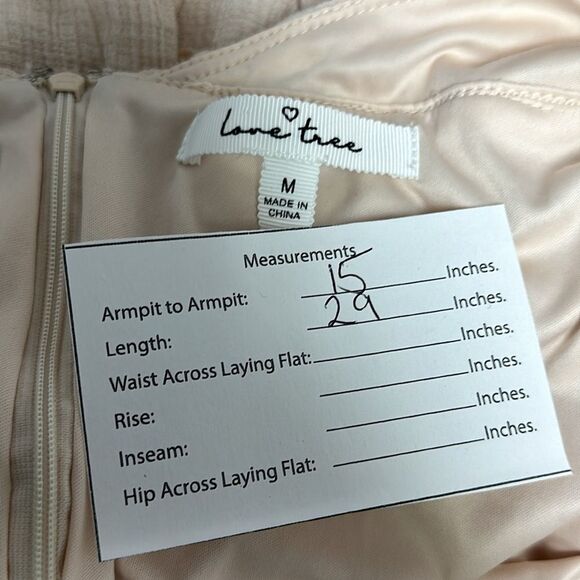 love tree
M
MADE IN
CHINA
Measurements
Armpit to Armpit: 15 Inches.
Length: 29 Inches.
Waist Across Laying Flat: Inches.
Rise: Inches.
Inseam: Inches.
Hip Across Laying Flat: Inches.